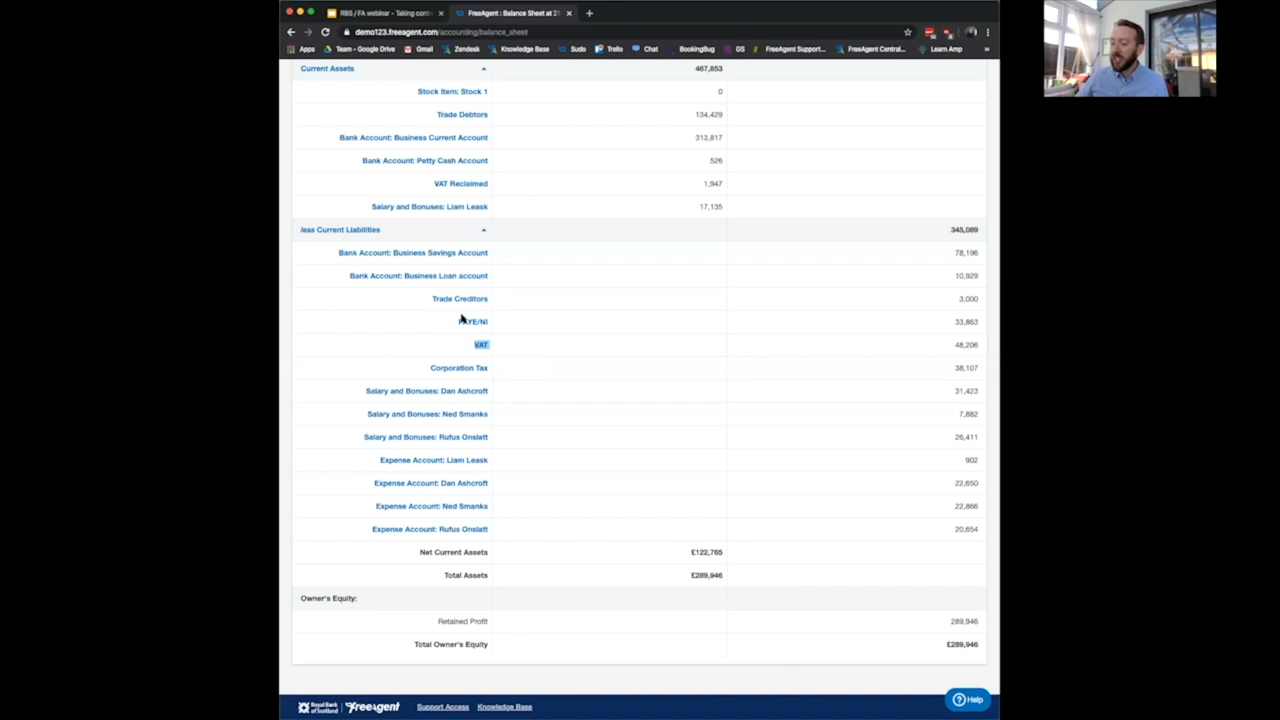 RBS / FA webinar - Taking contr
FreeAgent : Balance Sheet at 2
demo123.freeagent.com/accounting/balance_sheet
Apps Team - Google Drive Gmail Zendesk Knowledge Base Sudo Trello Chat BookingBug GS FreeAgent Support... FreeAgent Central... Learn Amp »
Current Assets 467,853
Stock Item: Stock 1 0
Trade Debtors 134,429
Bank Account: Business Current Account 313,817
Bank Account: Petty Cash Account 526
VAT Reclaimed 1,947
Salary and Bonuses: Liam Leask 17,135
less Current Liabilities 345,089
Bank Account: Business Savings Account 78,196
Bank Account: Business Loan account 10,929
Trade Creditors 3,000
PAYE/NI 33,863
VAT 48,206
Corporation Tax 38,107
Salary and Bonuses: Dan Ashcroft 31,423
Salary and Bonuses: Ned Smanks 7,882
Salary and Bonuses: Rufus Onslatt 26,411
Expense Account: Liam Leask 902
Expense Account: Dan Ashcroft 22,650
Expense Account: Ned Smanks 22,866
Expense Account: Rufus Onslatt 20,654
Net Current Assets £122,765
Total Assets £289,946
Owner's Equity:
Retained Profit 289,946
Total Owner's Equity £289,946
Royal Bank of Scotland freeagent Support Access Knowledge Base
Help